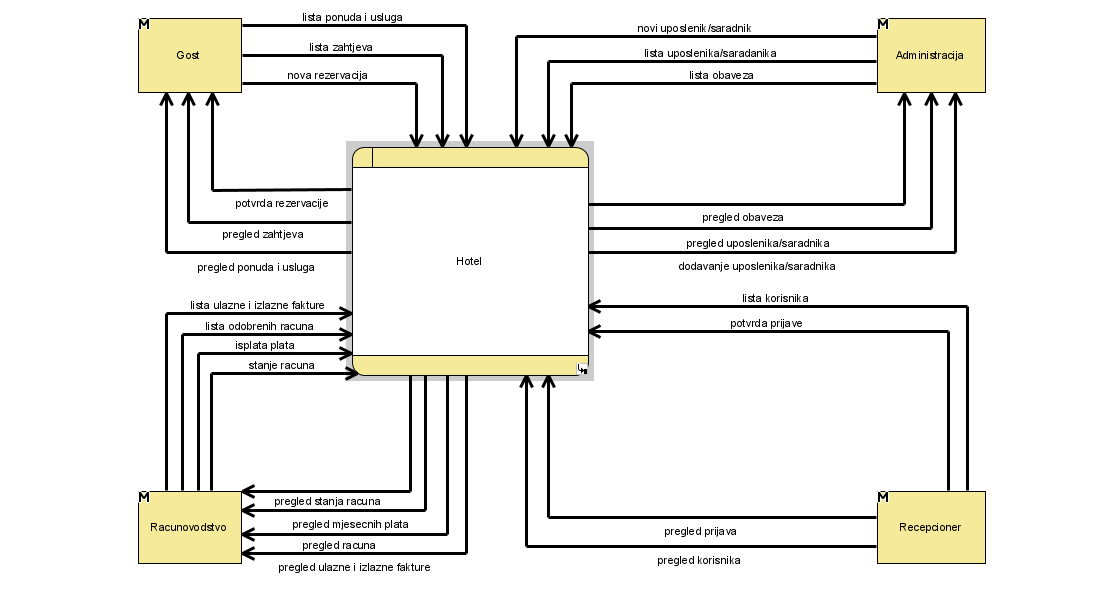 lista ponuda i usluga
lista zahtjeva
nova rezervacija
Gost
novi uposlenik/saradnik
lista uposlenika/saradanika
lista obaveza
Administracija
potvrda rezervacije
pregled zahtjeva
pregled ponuda i usluga
pregled obaveza
pregled uposlenika/saradnika
dodavanje uposlenika/saradnika
Hotel
lista ulazne i izlazne fakture
lista odobrenih racuna
isplata plata
stanje racuna
lista korisnika
potvrda prijave
Racunovodstvo
pregled stanja racuna
pregled mjesecnih plata
pregled racuna
pregled ulazne i izlazne fakture
Recepcioner
pregled prijava
pregled korisnika
M
M
M
M